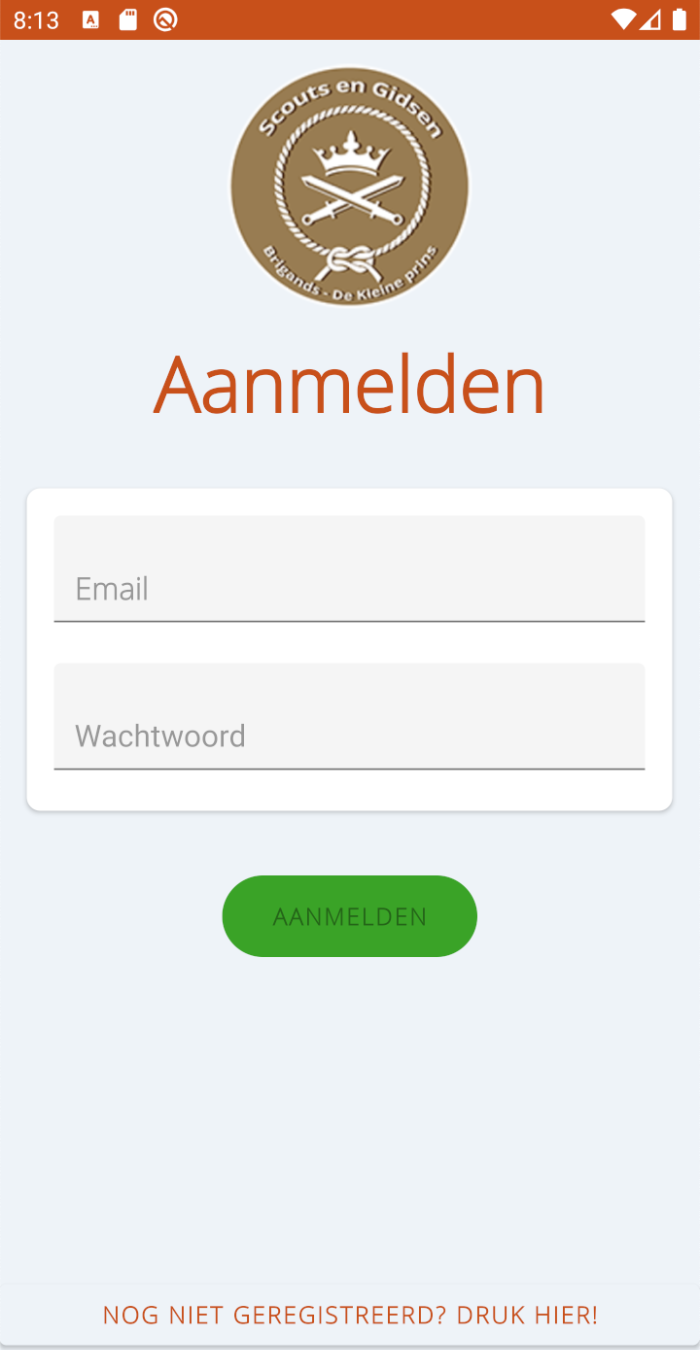 8:13
Scouts en Gidsen
Brigands - De Kleine prins
Aanmelden
Email
Wachtwoord
AANMELDEN
NOG NIET GEREGISTREERD? DRUK HIER!